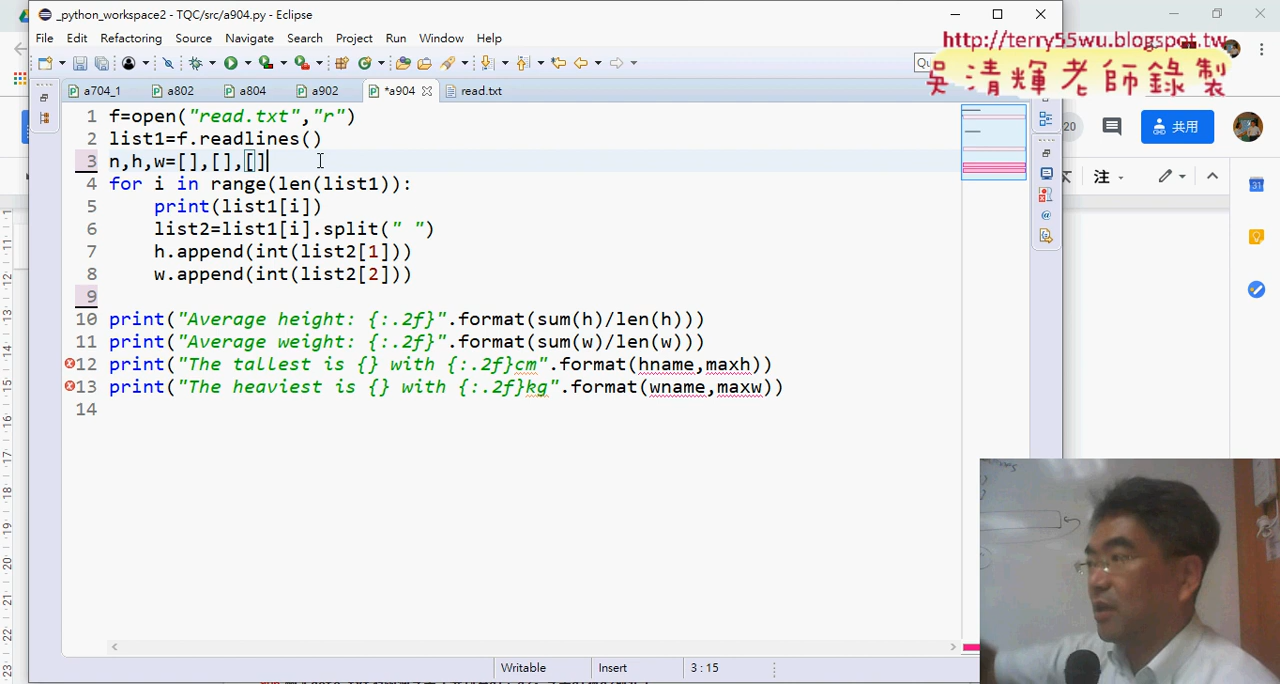 _python_workspace2 - TQC/src/a904.py - Eclipse
http://terry55wu.blogspot.tw
吳清輝老師錄製
File Edit Refactoring Source Navigate Search Project Run Window Help
Qu
a704_1 a802 a804 a902 *a904 read.txt
20
共用
注
1 f=open("read.txt","r")
2 list1=f.readlines()
3 n,h,w=[],[],[]
4 for i in range(len(list1)):
5 print(list1[i])
6 list2=list1[i].split(" ")
7 h.append(int(list2[1]))
8 w.append(int(list2[2]))
9
10 print("Average height: {:.2f}".format(sum(h)/len(h)))
11 print("Average weight: {:.2f}".format(sum(w)/len(w)))
12 print("The tallest is {} with {:.2f}cm".format(hname,maxh))
13 print("The heaviest is {} with {:.2f}kg".format(wname,maxw))
14
Writable Insert 3 : 15